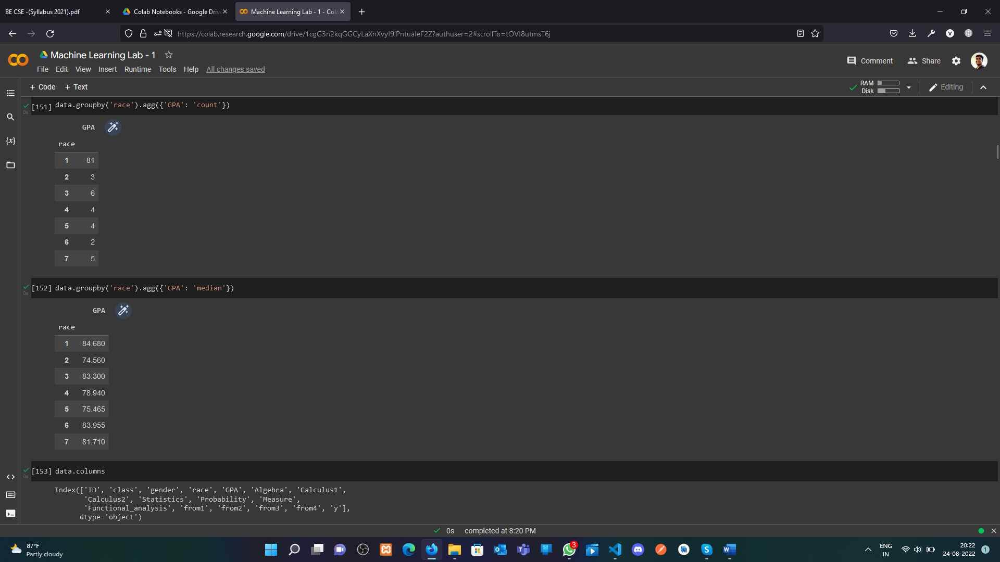 BE CSE -(Syllabus 2021).pdf
Colab Notebooks - Google Drive
Machine Learning Lab - 1 - Cola
https://colab.research.google.com/drive/1cgG3n2kqGGCyLaXnXvyI9IPntuaIeF2Z?authuser=2#scrollTo=tOVI8utmsT6j
Machine Learning Lab - 1
File Edit View Insert Runtime Tools Help All changes saved
Comment Share
+ Code + Text
RAM
Disk
Editing
[151] data.groupby('race').agg({'GPA': 'count'})
0s
GPA
race
1 81
2 3
3 6
4 4
5 4
6 2
7 5
[152] data.groupby('race').agg({'GPA': 'median'})
0s
GPA
race
1 84.680
2 74.560
3 83.300
4 78.940
5 75.465
6 83.955
7 81.710
[153] data.columns
0s
Index(['ID', 'class', 'gender', 'race', 'GPA', 'Algebra', 'Calculus1',
'Calculus2', 'Statistics', 'Probability', 'Measure',
'Functional_analysis', 'from1', 'from2', 'from3', 'from4', 'y'],
dtype='object')
0s completed at 8:20 PM
87°F
Partly cloudy
3
ENG
IN
20:22
24-08-2022
1